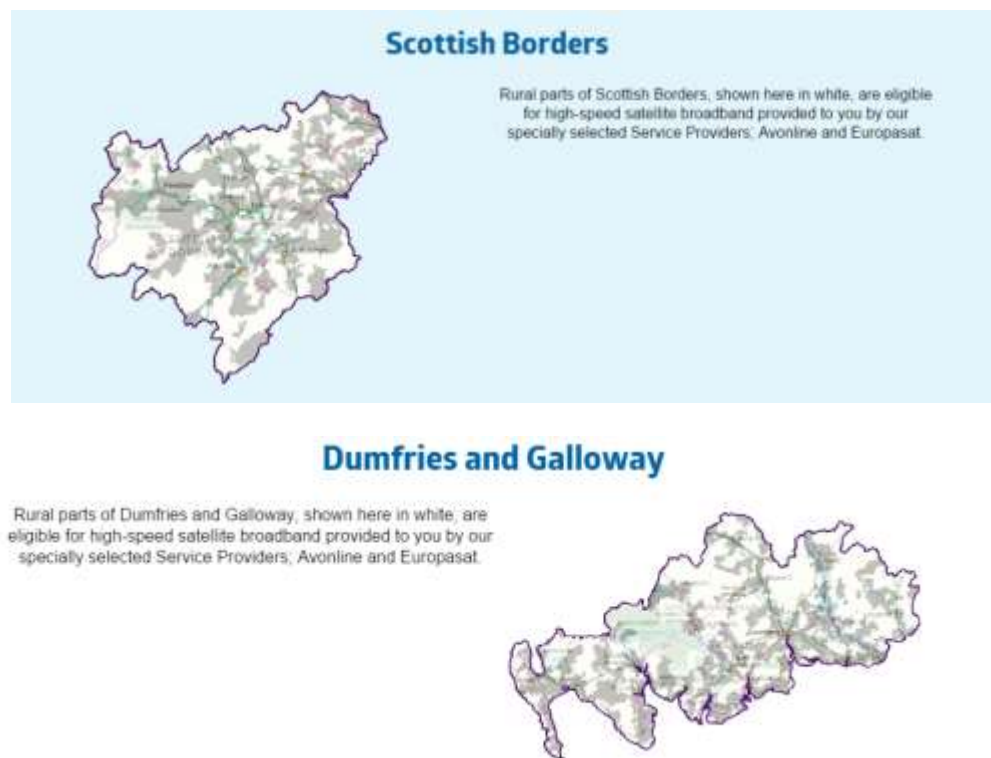 Scottish Borders
Rural parts of Scottish Borders, shown here in white, are eligible
for high-speed satellite broadband provided to you by our
specially selected Service Providers; Avonline and Europasat.
Dumfries and Galloway
Rural parts of Dumfries and Galloway, shown here in white, are
eligible for high-speed satellite broadband provided to you by our
specially selected Service Providers; Avonline and Europasat.